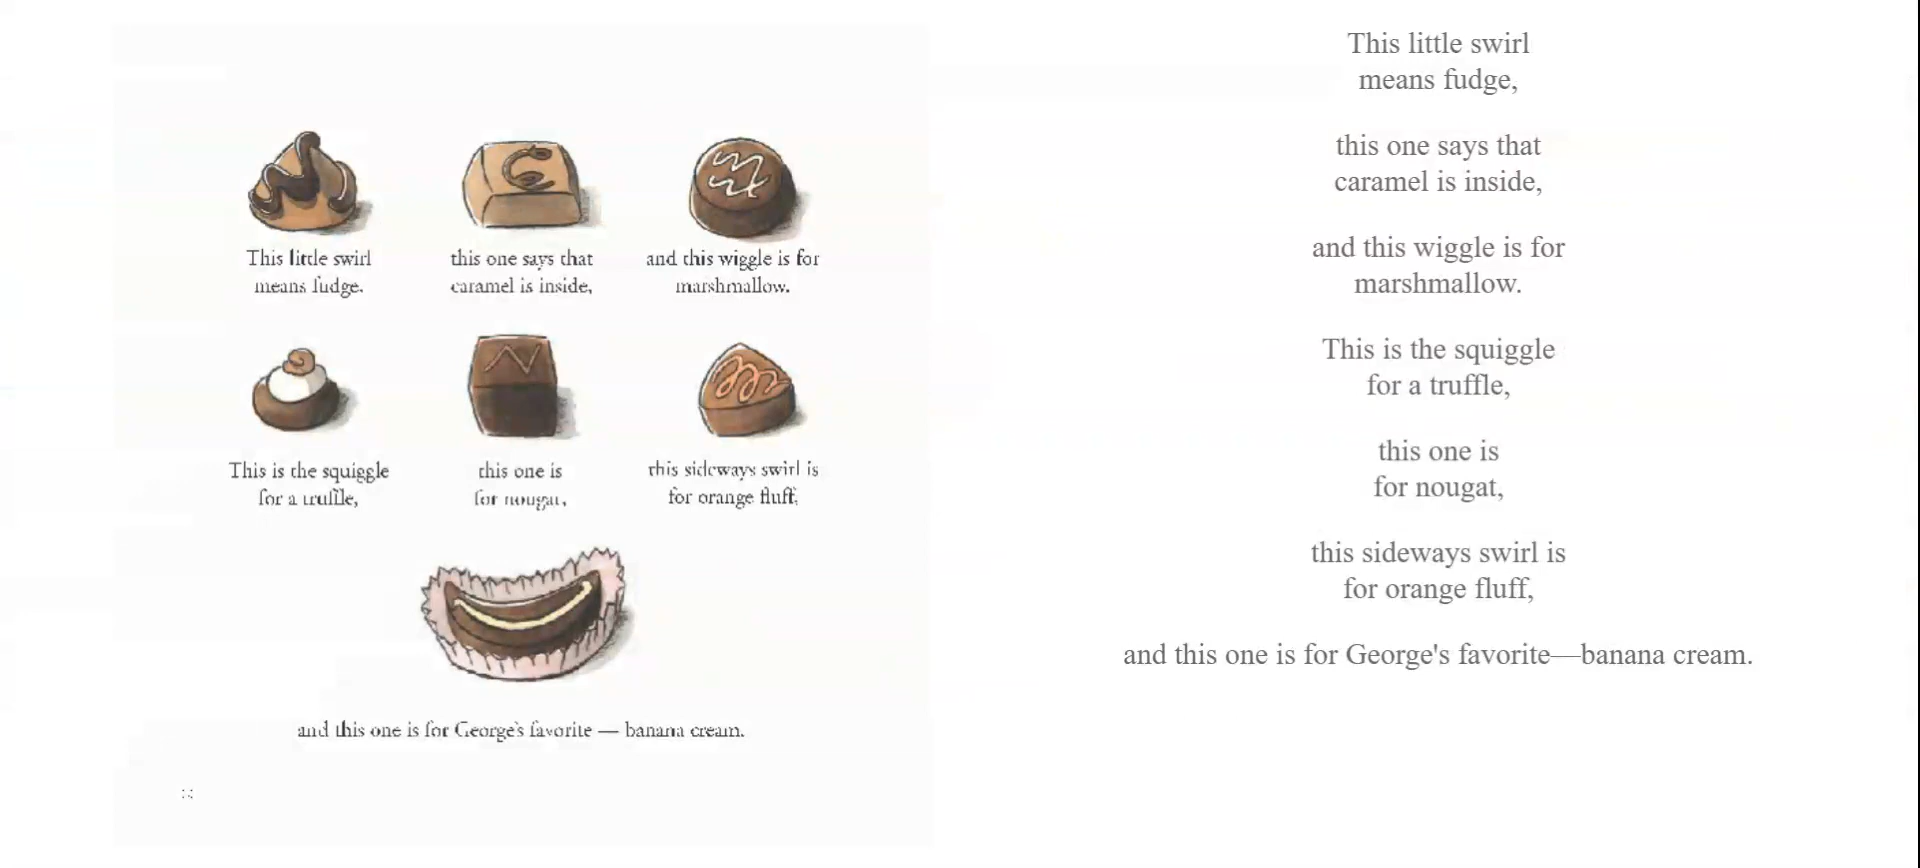 This little swirl
means fudge.
this one says that
caramel is inside,
and this wiggle is for
marshmallow.
This is the squiggle
for a truffle,
this one is
for nougat,
this sideways swirl is
for orange fluff,
and this one is for George's favorite — banana cream.
This little swirl
means fudge,
this one says that
caramel is inside,
and this wiggle is for
marshmallow.
This is the squiggle
for a truffle,
this one is
for nougat,
this sideways swirl is
for orange fluff,
and this one is for George's favorite—banana cream.